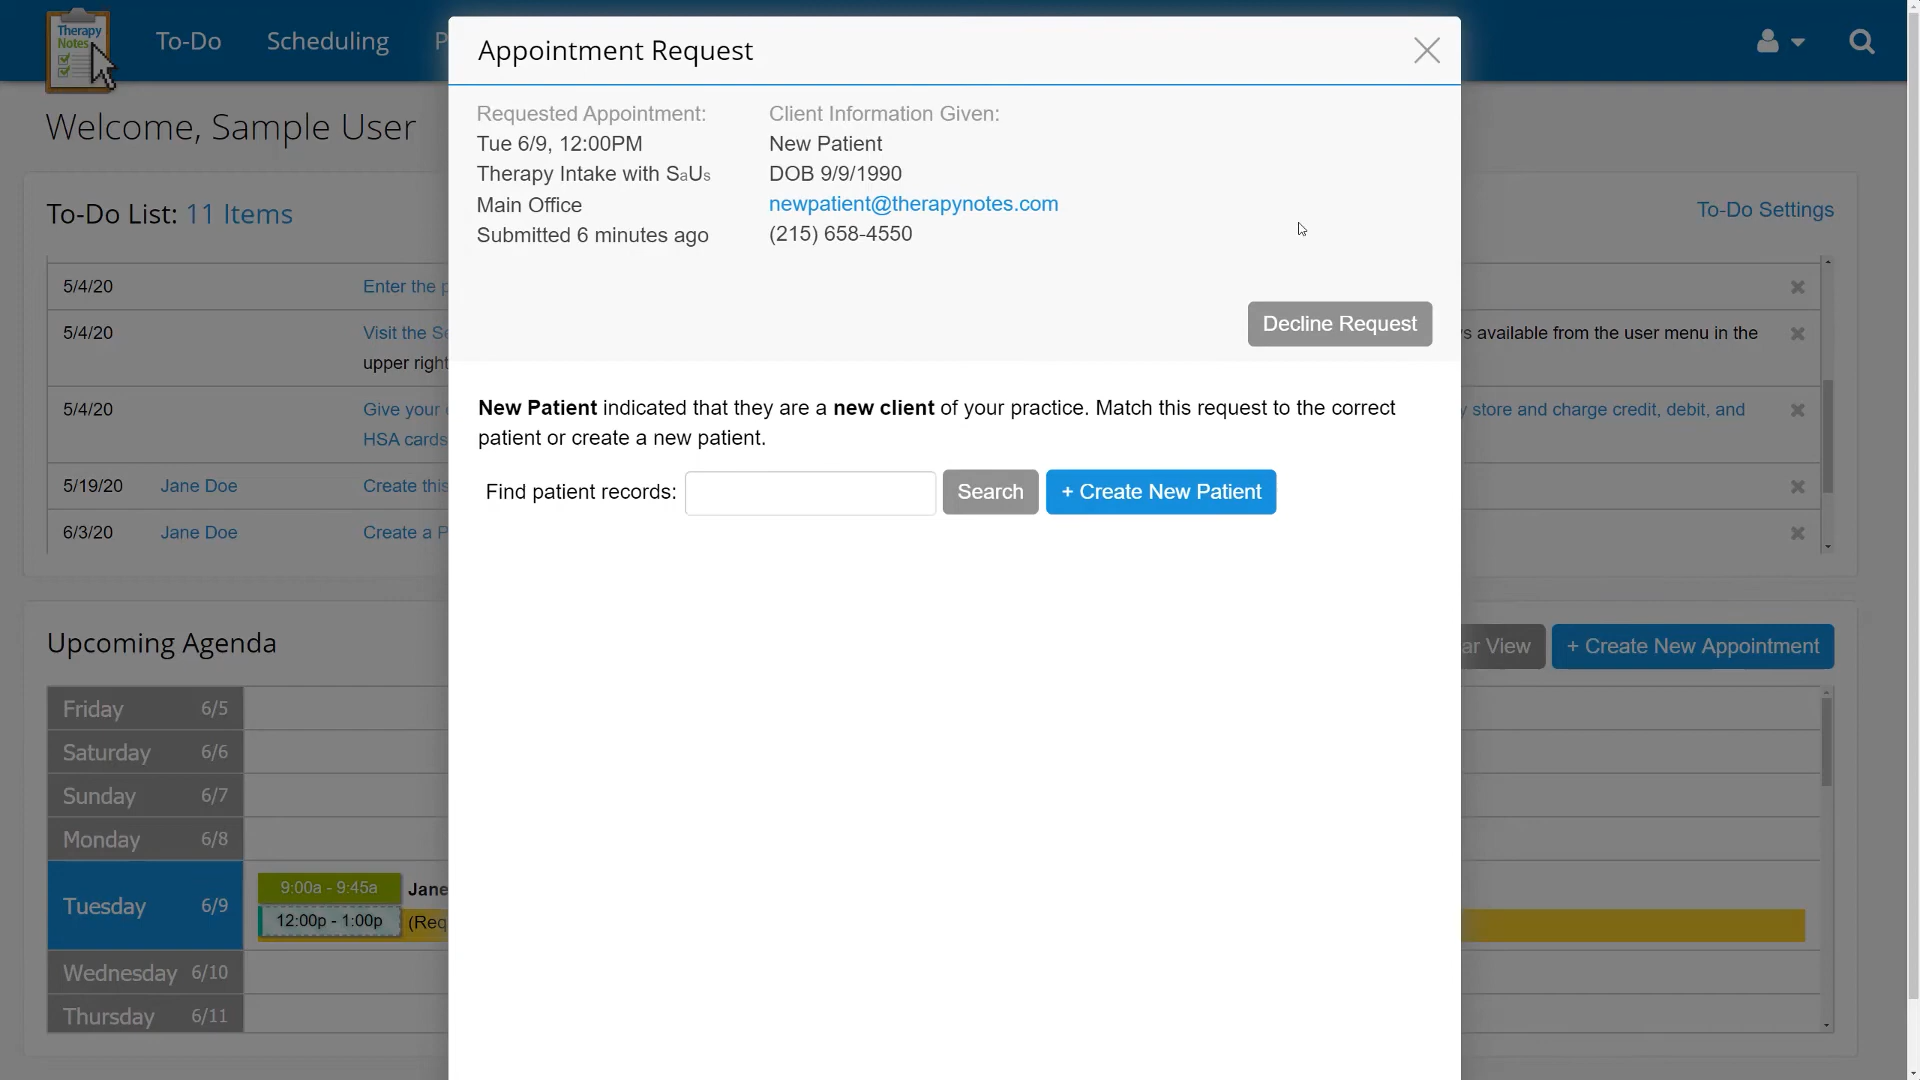 Therapy
Notes
To-Do
Scheduling
P
Appointment Request
Welcome, Sample User
Requested Appointment:
Tue 6/9, 12:00PM
Therapy Intake with SaUs
Main Office
Submitted 6 minutes ago
Client Information Given:
New Patient
DOB 9/9/1990
newpatient@therapynotes.com
(215) 658-4550
Decline Request
New Patient indicated that they are a new client of your practice. Match this request to the correct
patient or create a new patient.
Find patient records:
Search
+ Create New Patient
To-Do List: 11 Items
To-Do Settings
5/4/20 Enter the p
5/4/20 Visit the Se
s available from the user menu in the
upper right
5/4/20 Give your c
y store and charge credit, debit, and
HSA cards
5/19/20 Jane Doe Create this
6/3/20 Jane Doe Create a P
Upcoming Agenda
ar View
+ Create New Appointment
Friday 6/5
Saturday 6/6
Sunday 6/7
Monday 6/8
Tuesday 6/9
9:00a - 9:45a Jane
12:00p - 1:00p (Req
Wednesday 6/10
Thursday 6/11